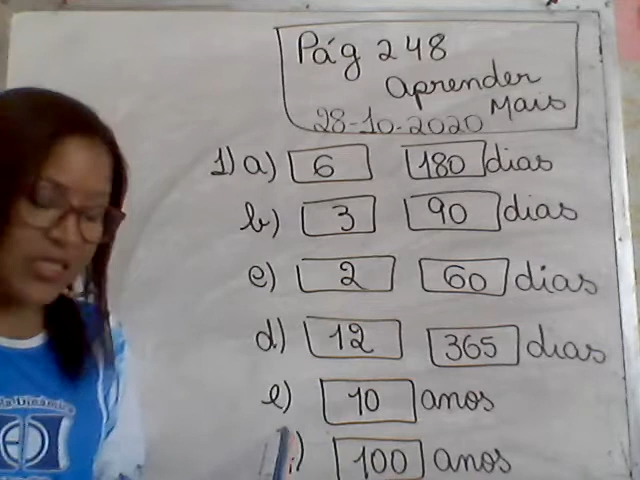 Pág 248
Aprender
Mais
28-10-2020
1) a) 6 180 dias
b) 3 90 dias
c) 2 60 dias
d) 12 365 dias
e) 10 anos
) 100 anos